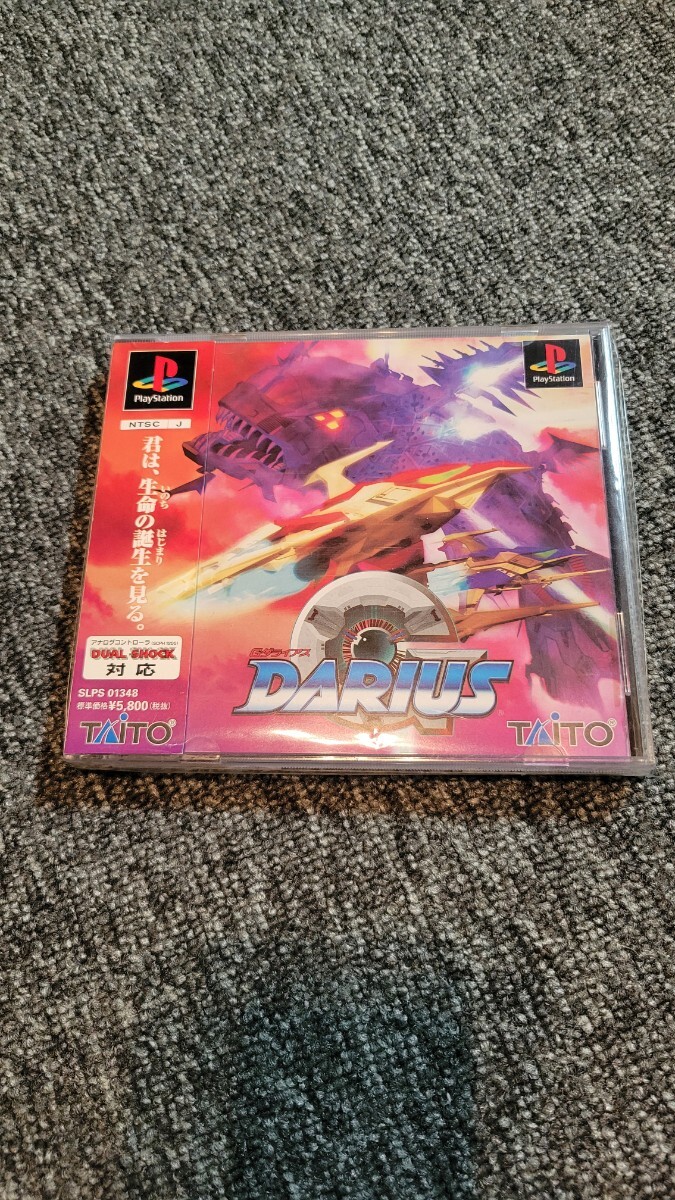 PlayStation
NTSC J
君は、生命の誕生を見る。
いのち
はじまり
アナログコントローラ(SCPH1200)
DUAL SHOCK
対応
SLPS 01348
標準価格¥5,800(税抜)
TAITO
PlayStation
G-ダライアス
DARIUS
TAITO